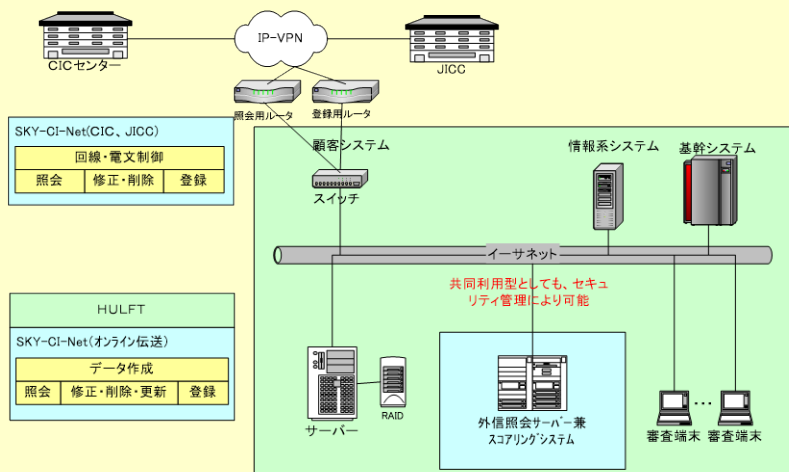 IP-VPN
CICセンター
JICC
照会用ルータ
登録用ルータ
SKY-CI-Net(CIC、JICC)
回線・電文制御
照会
修正・削除
登録
顧客システム
スイッチ
情報系システム
基幹システム
イーサネット
共同利用型としても、セキュ
リティ管理により可能
HULFT
SKY-CI-Net(オンライン伝送)
データ作成
照会
修正・削除・更新
登録
サーバー
RAID
外信照会サーバー兼
スコアリングシステム
・・・
審査端末
審査端末